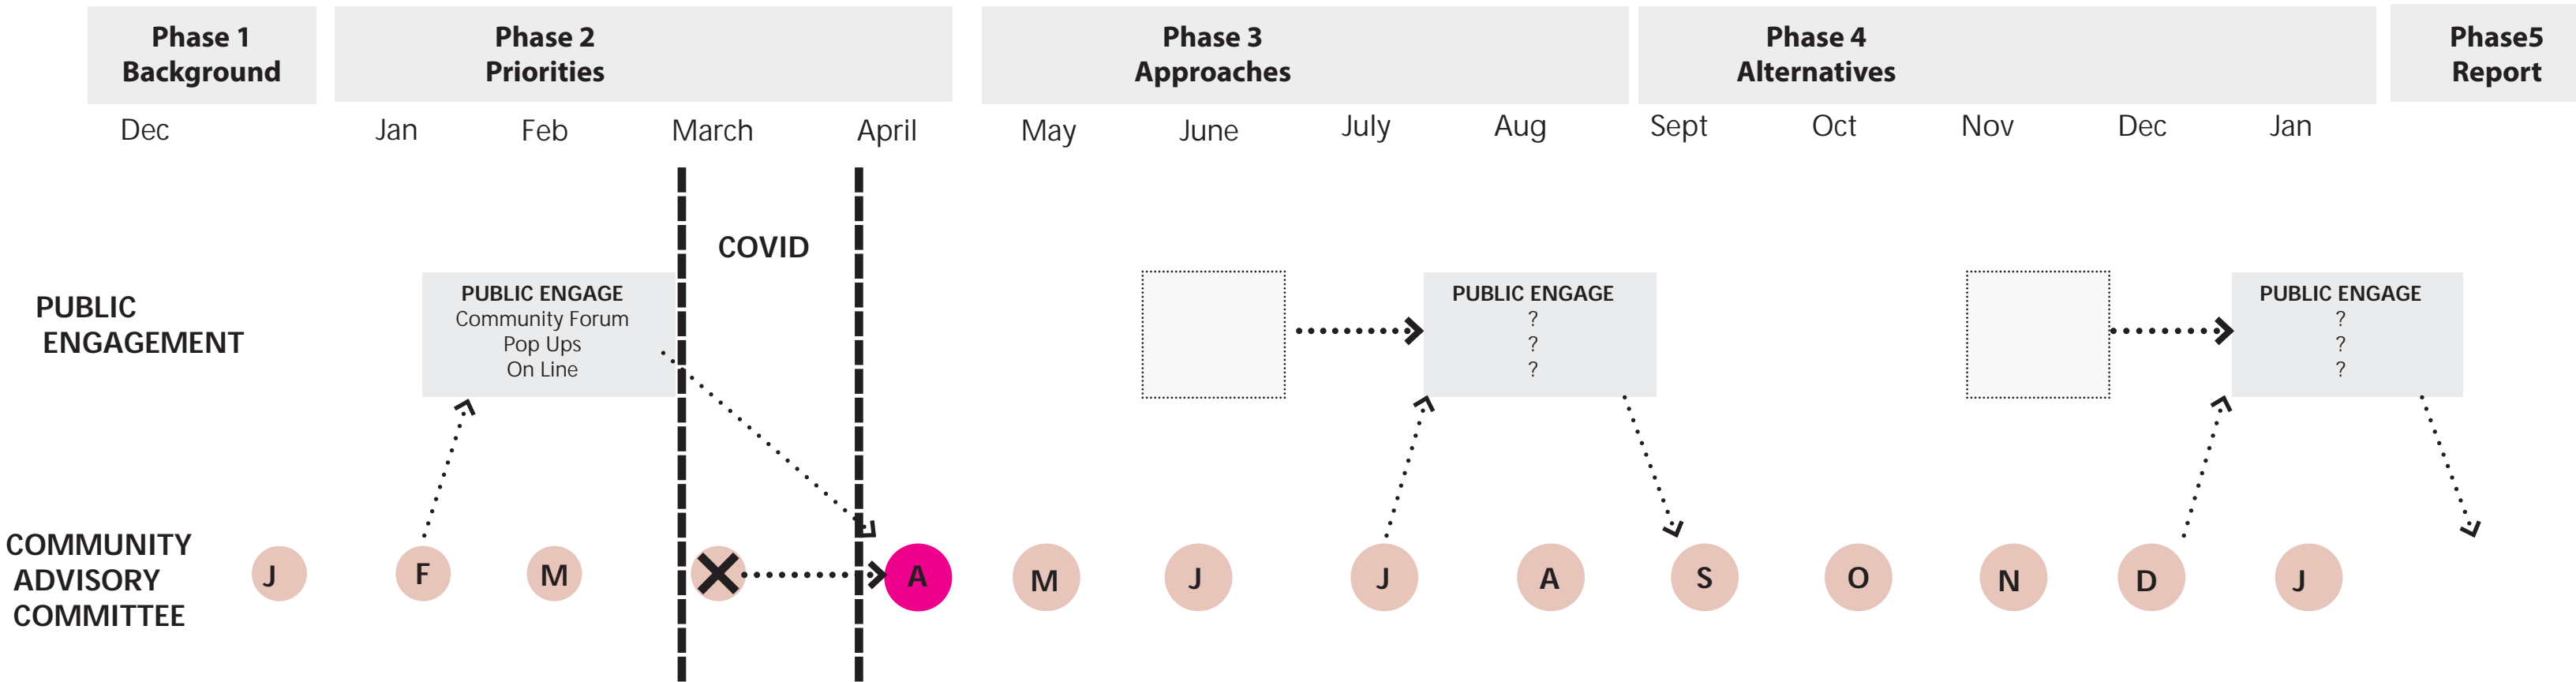 Phase 1
Background
Phase 2
Priorities
Phase 3
Approaches
Phase 4
Alternatives
Phase5
Report
Dec
Jan
Feb
March
April
May
June
July
Aug
Sept
Oct
Nov
Dec
Jan
COVID
PUBLIC
ENGAGEMENT
PUBLIC ENGAGE
Community Forum
Pop Ups
On Line
PUBLIC ENGAGE
?
?
?
PUBLIC ENGAGE
?
?
?
COMMUNITY
ADVISORY
COMMITTEE
J
F
M
A
M
J
J
A
S
O
N
D
J